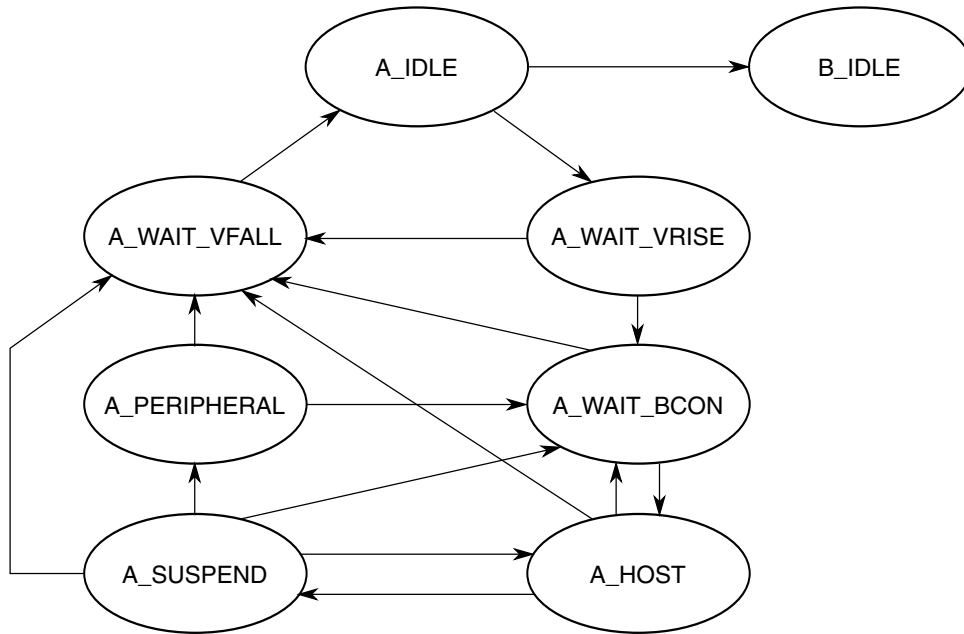 A_IDLE
B_IDLE
A_WAIT_VFALL
A_WAIT_VRISE
A_PERIPHERAL
A_WAIT_BCON
A_SUSPEND
A_HOST